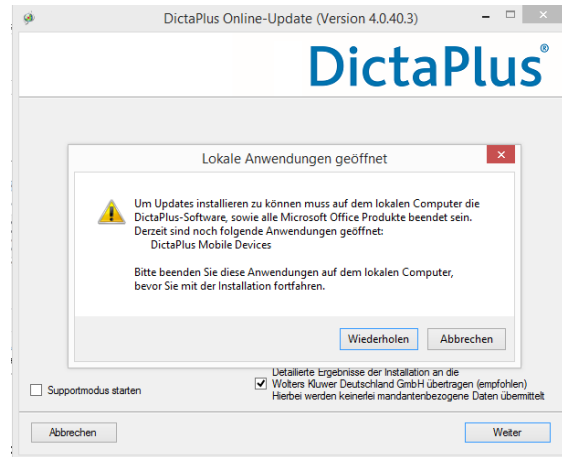 DictaPlus Online-Update (Version 4.0.40.3)
DictaPlus®
Lokale Anwendungen geöffnet
Um Updates installieren zu können muss auf dem lokalen Computer die
DictaPlus-Software, sowie alle Microsoft Office Produkte beendet sein.
Derzeit sind noch folgende Anwendungen geöffnet:
DictaPlus Mobile Devices
Bitte beenden Sie diese Anwendungen auf dem lokalen Computer,
bevor Sie mit der Installation fortfahren.
Wiederholen
Abbrechen
Supportmodus starten
Detailierte Ergebnisse der Installation an die
Wolters Kluwer Deutschland GmbH übertragen (empfohlen)
Hierbei werden keinerlei mandantenbezogene Daten übermittelt
Abbrechen
Weiter